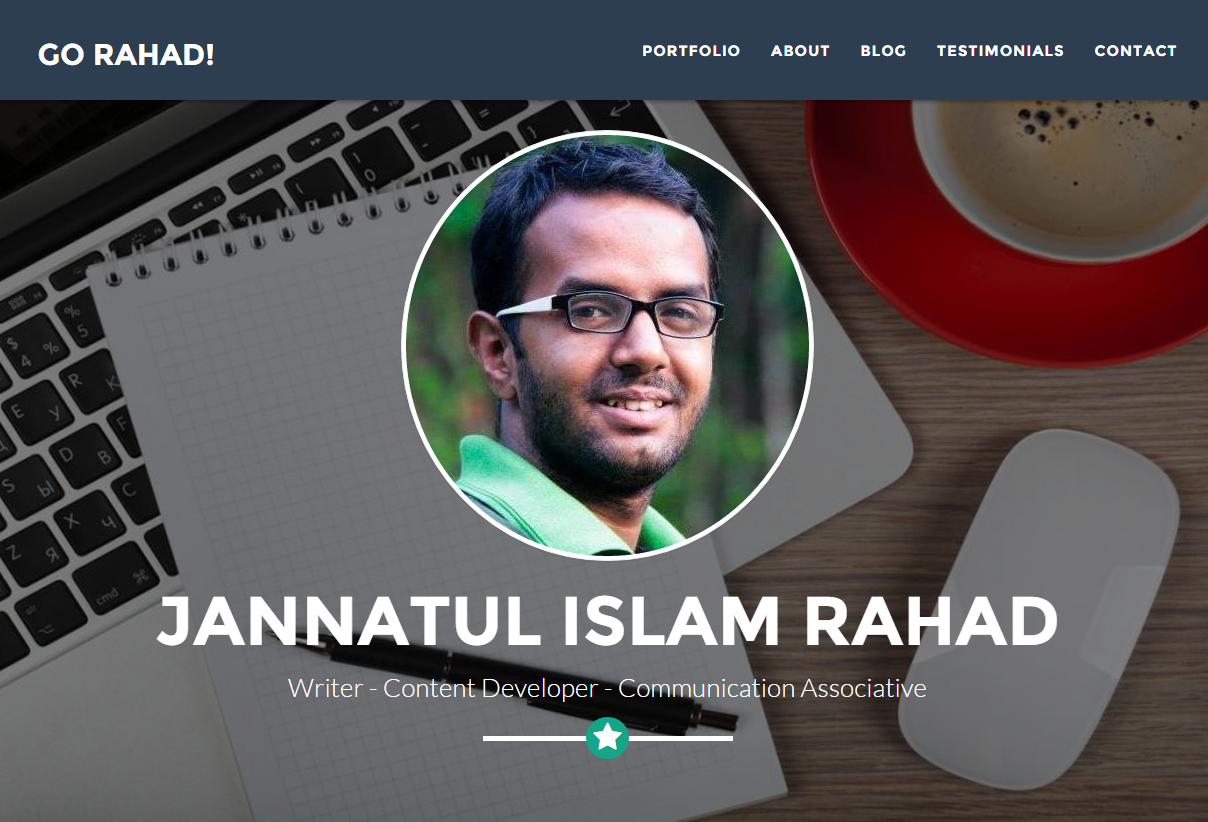 GO RAHAD!
PORTFOLIO ABOUT BLOG TESTIMONIALS CONTACT
JANNATUL ISLAM RAHAD
Writer - Content Developer - Communication Associative